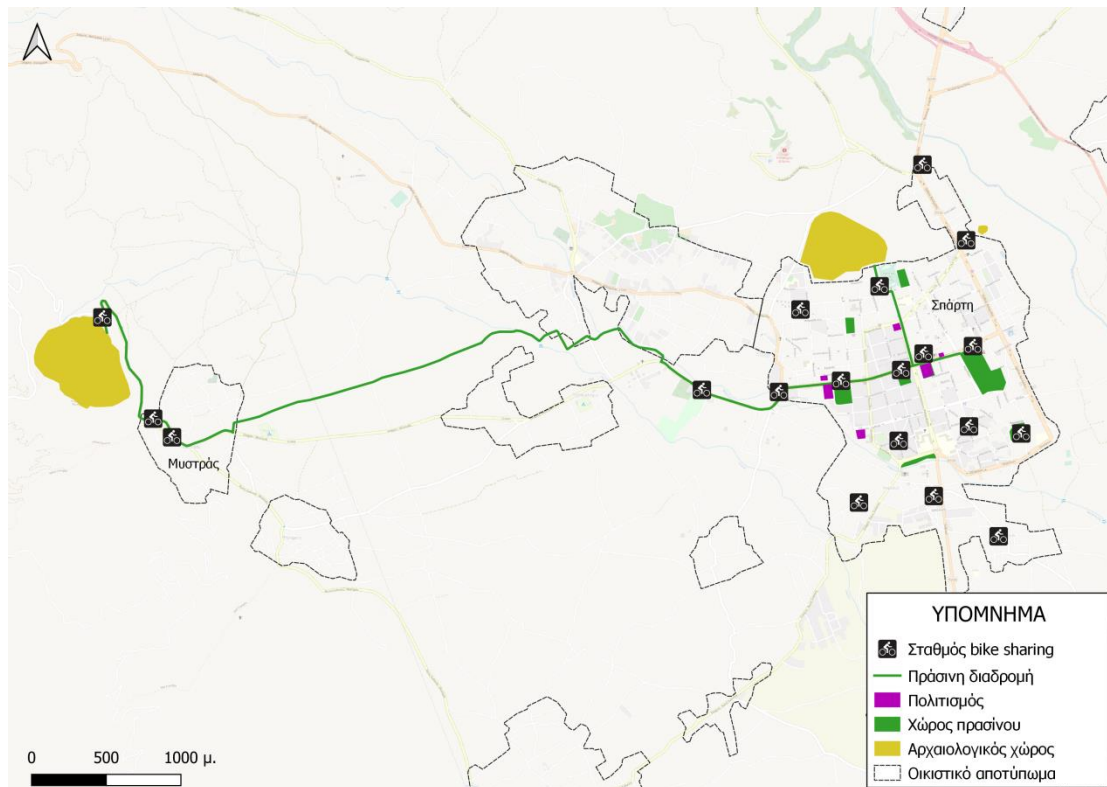 Σπάρτη
Μυστράς
ΥΠΟΜΝΗΜΑ
Σταθμός bike sharing
Πράσινη διαδρομή
Πολιτισμός
Χώρος πρασίνου
Αρχαιολογικός χώρος
Οικιστικό αποτύπωμα
0 500 1000 μ.